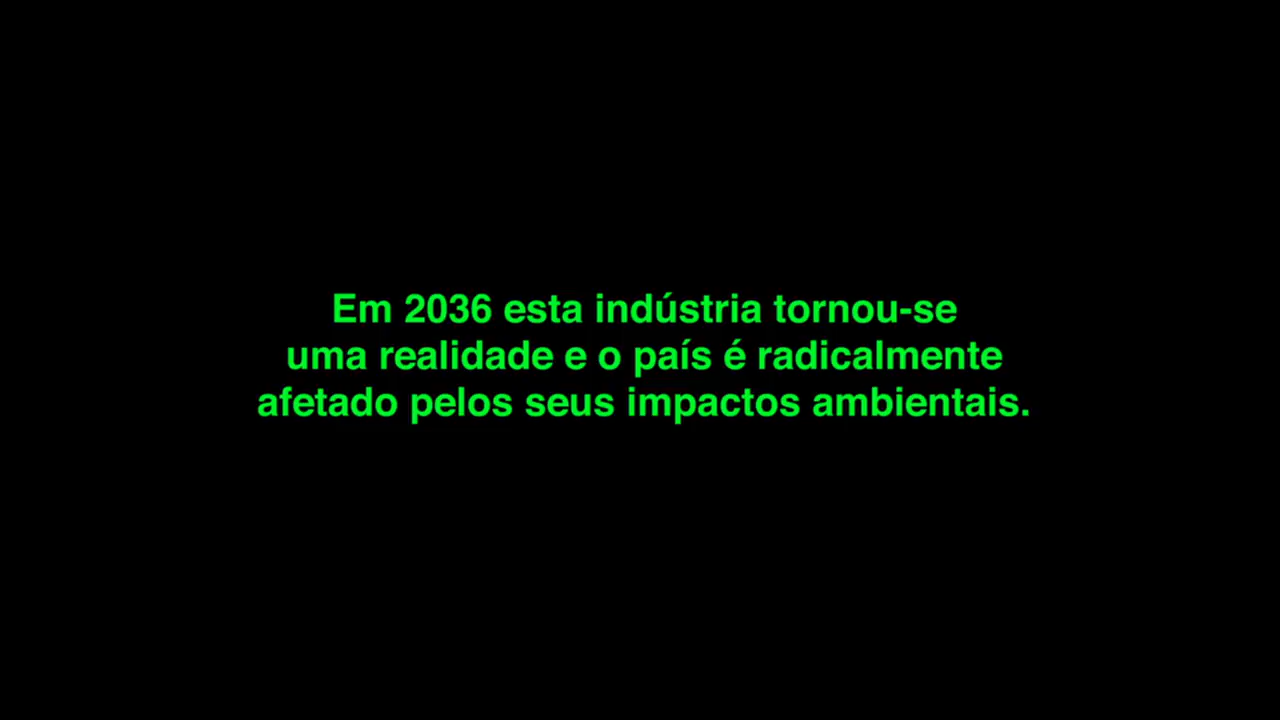 Em 2036 esta indústria tornou-se
uma realidade e o país é radicalmente
afetado pelos seus impactos ambientais.